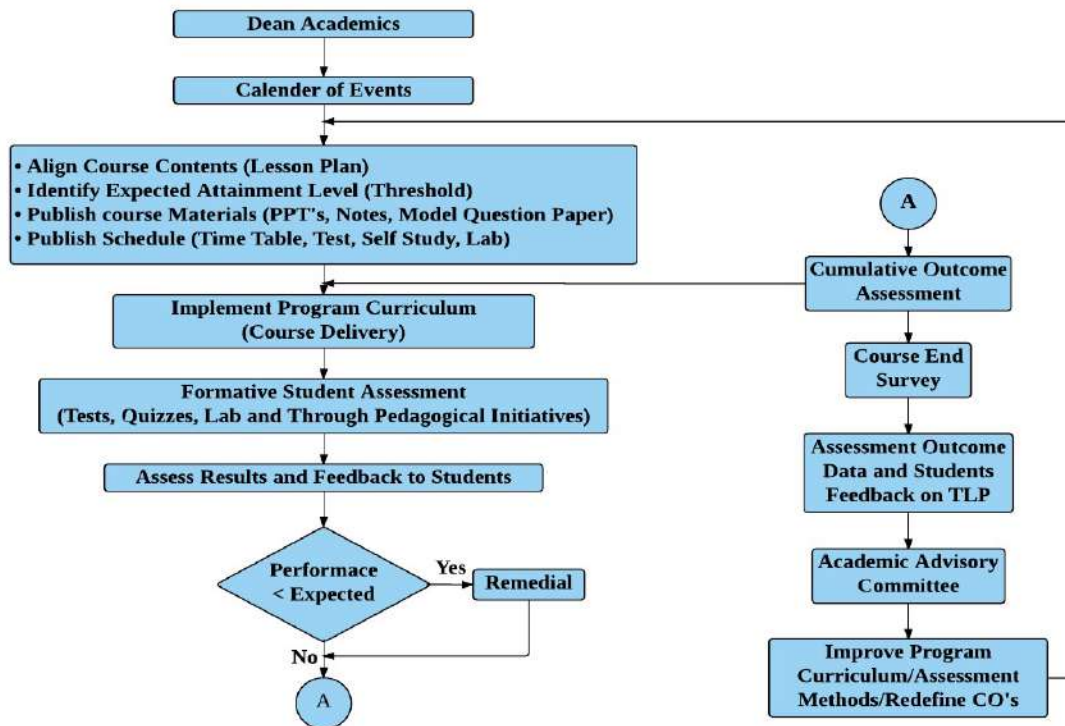 Dean Academics
Calender of Events
• Align Course Contents (Lesson Plan)
• Identify Expected Attainment Level (Threshold)
• Publish course Materials (PPT's, Notes, Model Question Paper)
• Publish Schedule (Time Table, Test, Self Study, Lab)
Implement Program Curriculum
(Course Delivery)
Formative Student Assessment
(Tests, Quizzes, Lab and Through Pedagogical Initiatives)
Assess Results and Feedback to Students
Performace
< Expected
Yes
Remedial
No
A
A
Cumulative Outcome
Assessment
Course End
Survey
Assessment Outcome
Data and Students
Feedback on TLP
Academic Advisory
Committee
Improve Program
Curriculum/Assessment
Methods/Redefine CO's